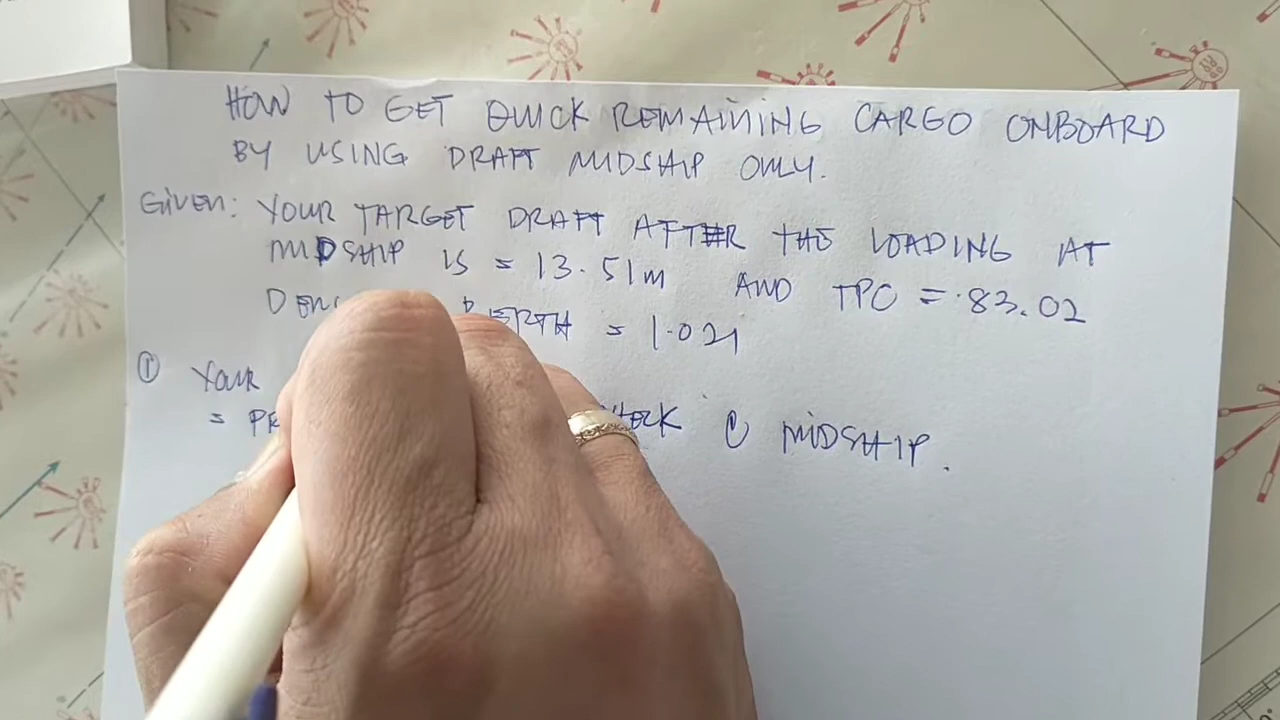 HOW TO GET QUICK REMAINING CARGO ONBOARD
BY USING DRAFT MIDSHIP ONLY.
GiVEN: YOUR TARGET DRAFT AFTER THE LOADING AT
MIDSHIP IS = 13.51m AND TPC = 83.02
BERTH = 1.021
① YOUR
= MIDSHIP.